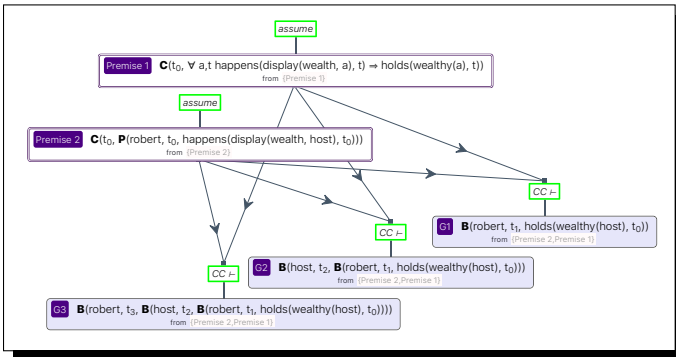 assume
Premise 1 C(t₀, ∀ a,t happens(display(wealth, a), t) ⇒ holds(wealthy(a), t))
from {Premise 1}
assume
Premise 2 C(t₀, P(robert, t₀, happens(display(wealth, host), t₀)))
from {Premise 2}
CC ⊢
G1 B(robert, t₁, holds(wealthy(host), t₀))
from {Premise 2,Premise 1}
CC ⊢
G2 B(host, t₂, B(robert, t₁, holds(wealthy(host), t₀)))
from {Premise 2,Premise 1}
CC ⊢
G3 B(robert, t₃, B(host, t₂, B(robert, t₁, holds(wealthy(host), t₀))))
from {Premise 2,Premise 1}